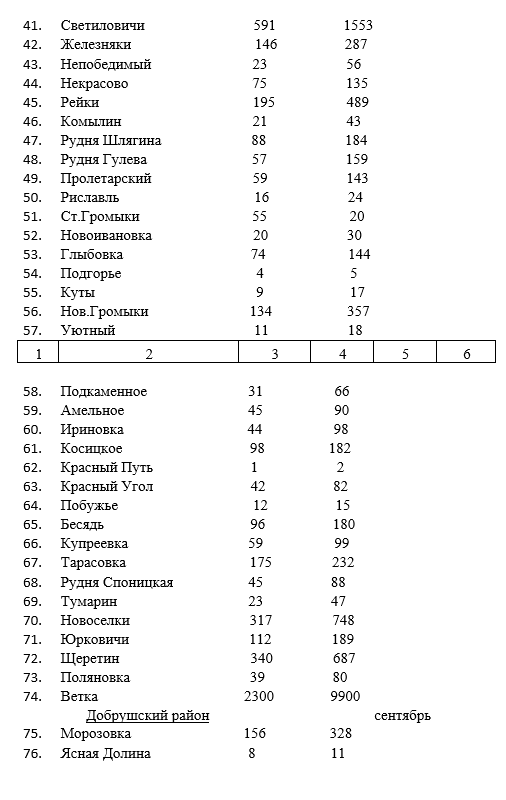 41. Светиловичи 591 1553
42. Железняки 146 287
43. Непобедимый 23 56
44. Некрасово 75 135
45. Рейки 195 489
46. Комылин 21 43
47. Рудня Шлягина 88 184
48. Рудня Гулева 57 159
49. Пролетарский 59 143
50. Риславль 16 24
51. Ст.Громыки 55 20
52. Новоивановка 20 30
53. Глыбовка 74 144
54. Подгорье 4 5
55. Куты 9 17
56. Нов.Громыки 134 357
57. Уютный 11 18
1 2 3 4 5 6
58. Подкаменное 31 66
59. Амельное 45 90
60. Ириновка 44 98
61. Косицкое 98 182
62. Красный Путь 1 2
63. Красный Угол 42 82
64. Побужье 12 15
65. Бесядь 96 180
66. Купреевка 59 99
67. Тарасовка 175 232
68. Рудня Споницкая 45 88
69. Тумарин 23 47
70. Новоселки 317 748
71. Юрковичи 112 189
72. Щеретин 340 687
73. Поляновка 39 80
74. Ветка 2300 9900
Добрушский район сентябрь
75. Морозовка 156 328
76. Ясная Долина 8 11